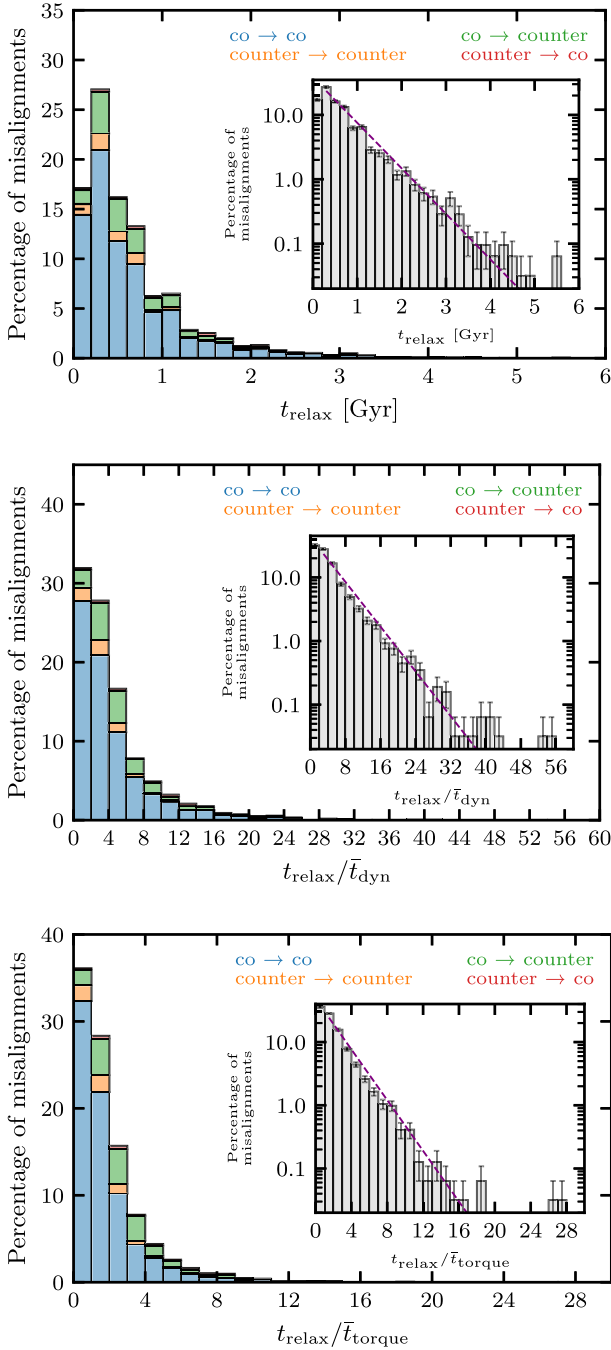 35
30
25
20
15
10
5
0
Percentage of misalignments
co → co co → counter
counter → counter counter → co
10.0
1.0
0.1
Percentage of
misalignments
0 1 2 3 4 5 6
t_relax [Gyr]
0 1 2 3 4 5 6
t_relax [Gyr]
40
30
20
10
0
Percentage of misalignments
co → co co → counter
counter → counter counter → co
10.0
1.0
0.1
Percentage of
misalignments
0 8 16 24 32 40 48 56
t_relax/t̄_dyn
0 4 8 12 16 20 24 28 32 36 40 44 48 52 56 60
t_relax/t̄_dyn
40
30
20
10
0
Percentage of misalignments
co → co co → counter
counter → counter counter → co
10.0
1.0
0.1
Percentage of
misalignments
0 4 8 12 16 20 24 28
t_relax/t̄_torque
0 4 8 12 16 20 24 28
t_relax/t̄_torque